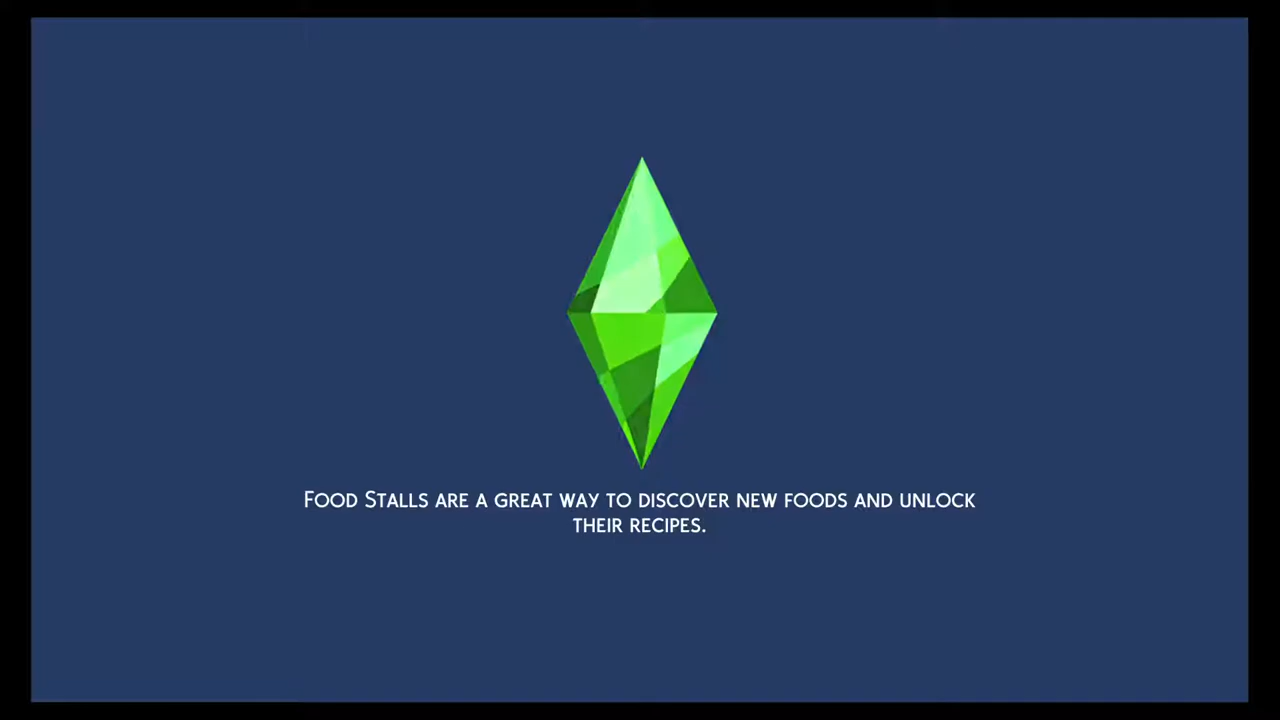 Food Stalls are a great way to discover new foods and unlock
their recipes.